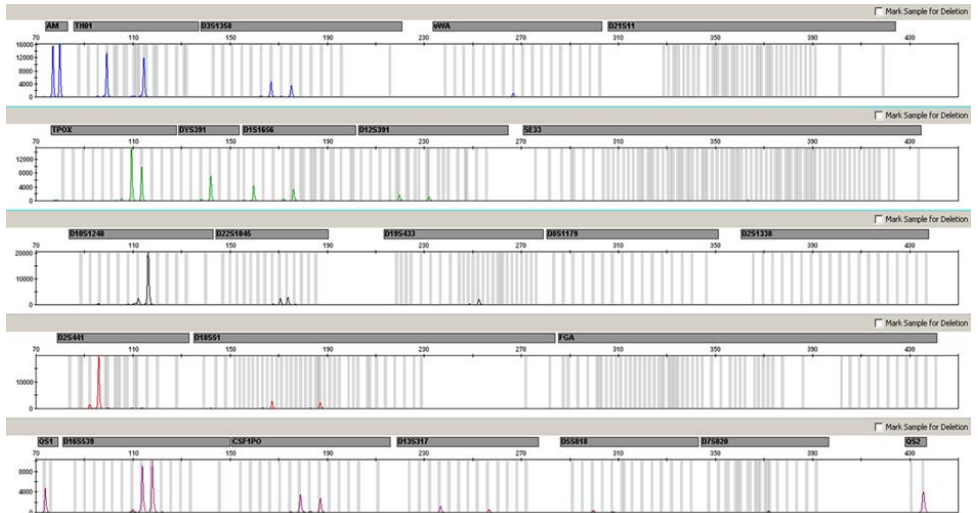 Mark Sample for Deletion
AM TH01 D3S1358 vWA D21S11
70 110 150 190 230 270 310 350 390 430
16000
12000
8000
4000
0
Mark Sample for Deletion
TPOX DYS391 D1S1656 D12S391 SE33
70 110 150 190 230 270 310 350 390 430
12000
8000
4000
0
Mark Sample for Deletion
D10S1248 D22S1045 D19S433 D8S1179 D2S1338
70 110 150 190 230 270 310 350 390 430
20000
10000
0
Mark Sample for Deletion
D2S441 D18S51 FGA
70 110 150 190 230 270 310 350 390 430
10000
0
Mark Sample for Deletion
QS1 D16S539 CSF1PO D13S317 D5S818 D7S820 QS2
70 110 150 190 230 270 310 350 390 430
8000
4000
0